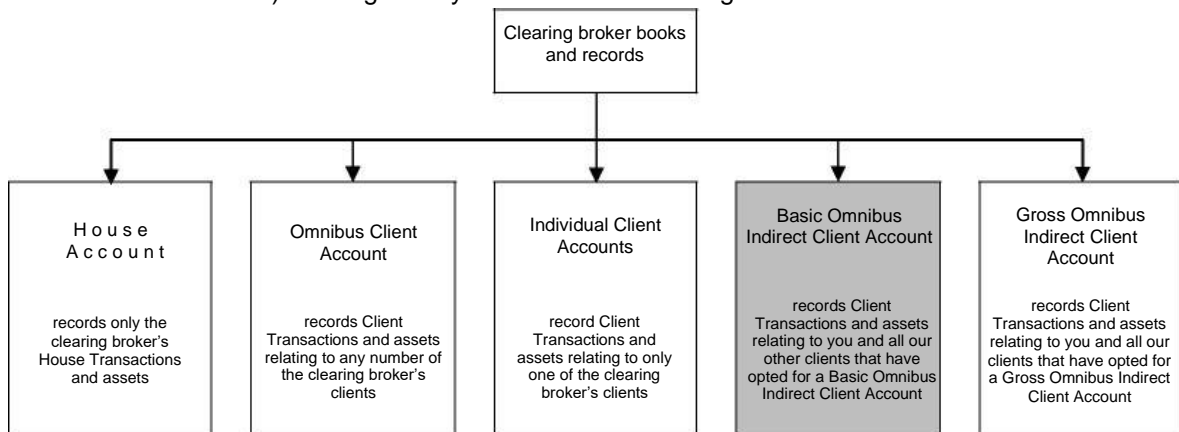 Clearing broker books
and records
H o u s e
A c c o u n t
records only the
clearing broker's
House Transactions
and assets
Omnibus Client
Account
records Client
Transactions and assets
relating to any number of
the clearing broker's
clients
Individual Client
Accounts
record Client
Transactions and
assets relating to only
one of the clearing
broker's clients
Basic Omnibus
Indirect Client Account
records Client
Transactions and assets
relating to you and all our
other clients that have
opted for a Basic Omnibus
Indirect Client Account
Gross Omnibus
Indirect Client
Account
records Client
Transactions and assets
relating to you and all our
clients that have opted for
a Gross Omnibus Indirect
Client Account